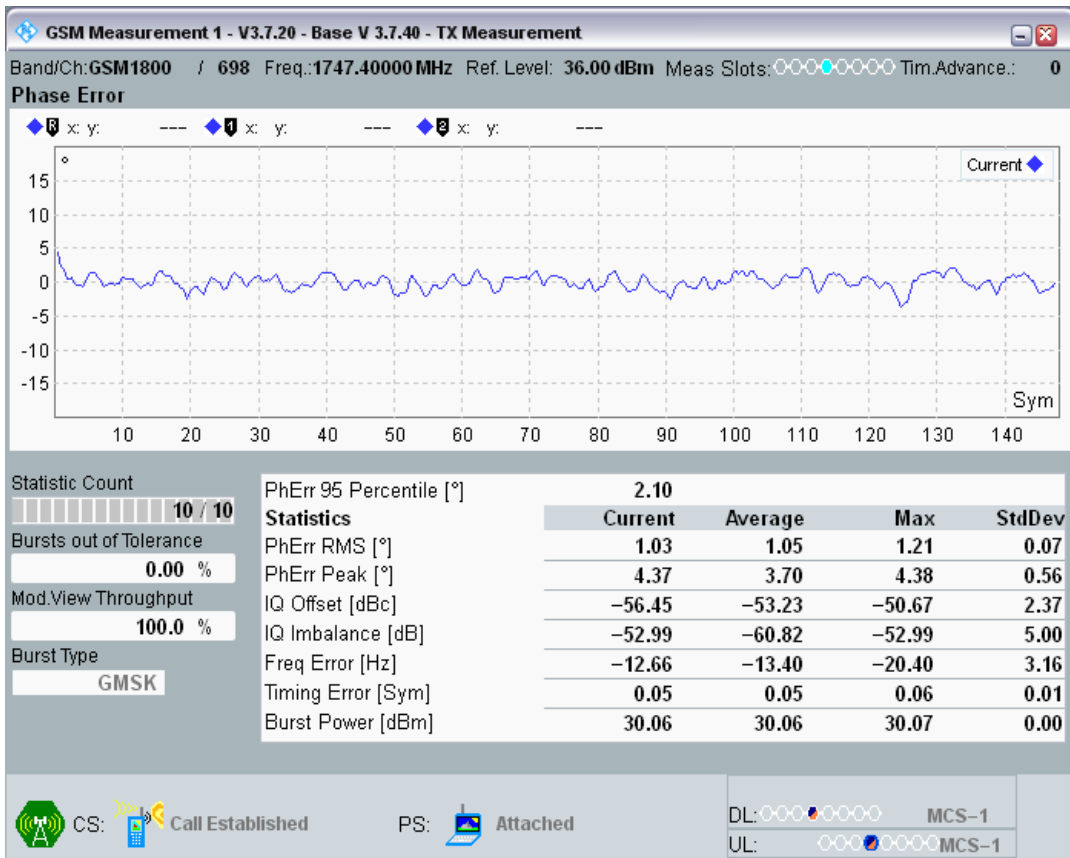 GSM Measurement 1 - V3.7.20 - Base V 3.7.40 - TX Measurement
Band/Ch:GSM1800 / 698 Freq.:1747.40000 MHz Ref. Level: 36.00 dBm Meas Slots: Tim.Advance.: 0
Phase Error
R x: y: --- 1 x: y: --- 2 x: y: ---
° Current
15
10
5
0
-5
-10
-15
Sym
10 20 30 40 50 60 70 80 90 100 110 120 130 140
Statistic Count
10 / 10
Bursts out of Tolerance
0.00 %
Mod.View Throughput
100.0 %
Burst Type
GMSK
PhErr 95 Percentile [°] 2.10
Statistics Current Average Max StdDev
PhErr RMS [°] 1.03 1.05 1.21 0.07
PhErr Peak [°] 4.37 3.70 4.38 0.56
IQ Offset [dBc] −56.45 −53.23 −50.67 2.37
IQ Imbalance [dB] −52.99 −60.82 −52.99 5.00
Freq Error [Hz] −12.66 −13.40 −20.40 3.16
Timing Error [Sym] 0.05 0.05 0.06 0.01
Burst Power [dBm] 30.06 30.06 30.07 0.00
CS: Call Established PS: Attached
DL: MCS−1
UL: MCS−1